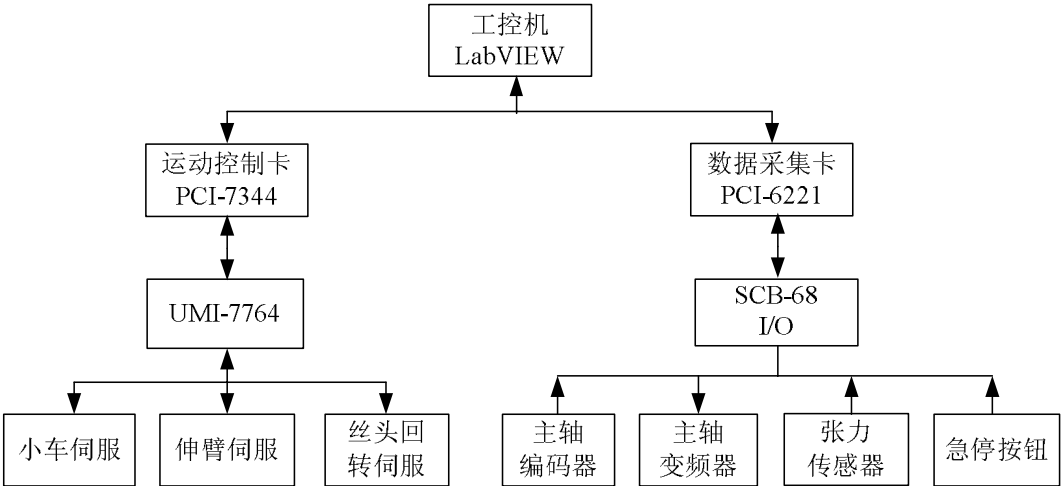 工控机
LabVIEW
运动控制卡
PCI-7344
数据采集卡
PCI-6221
UMI-7764
SCB-68
I/O
小车伺服
伸臂伺服
丝头回
转伺服
主轴
编码器
主轴
变频器
张力
传感器
急停按钮